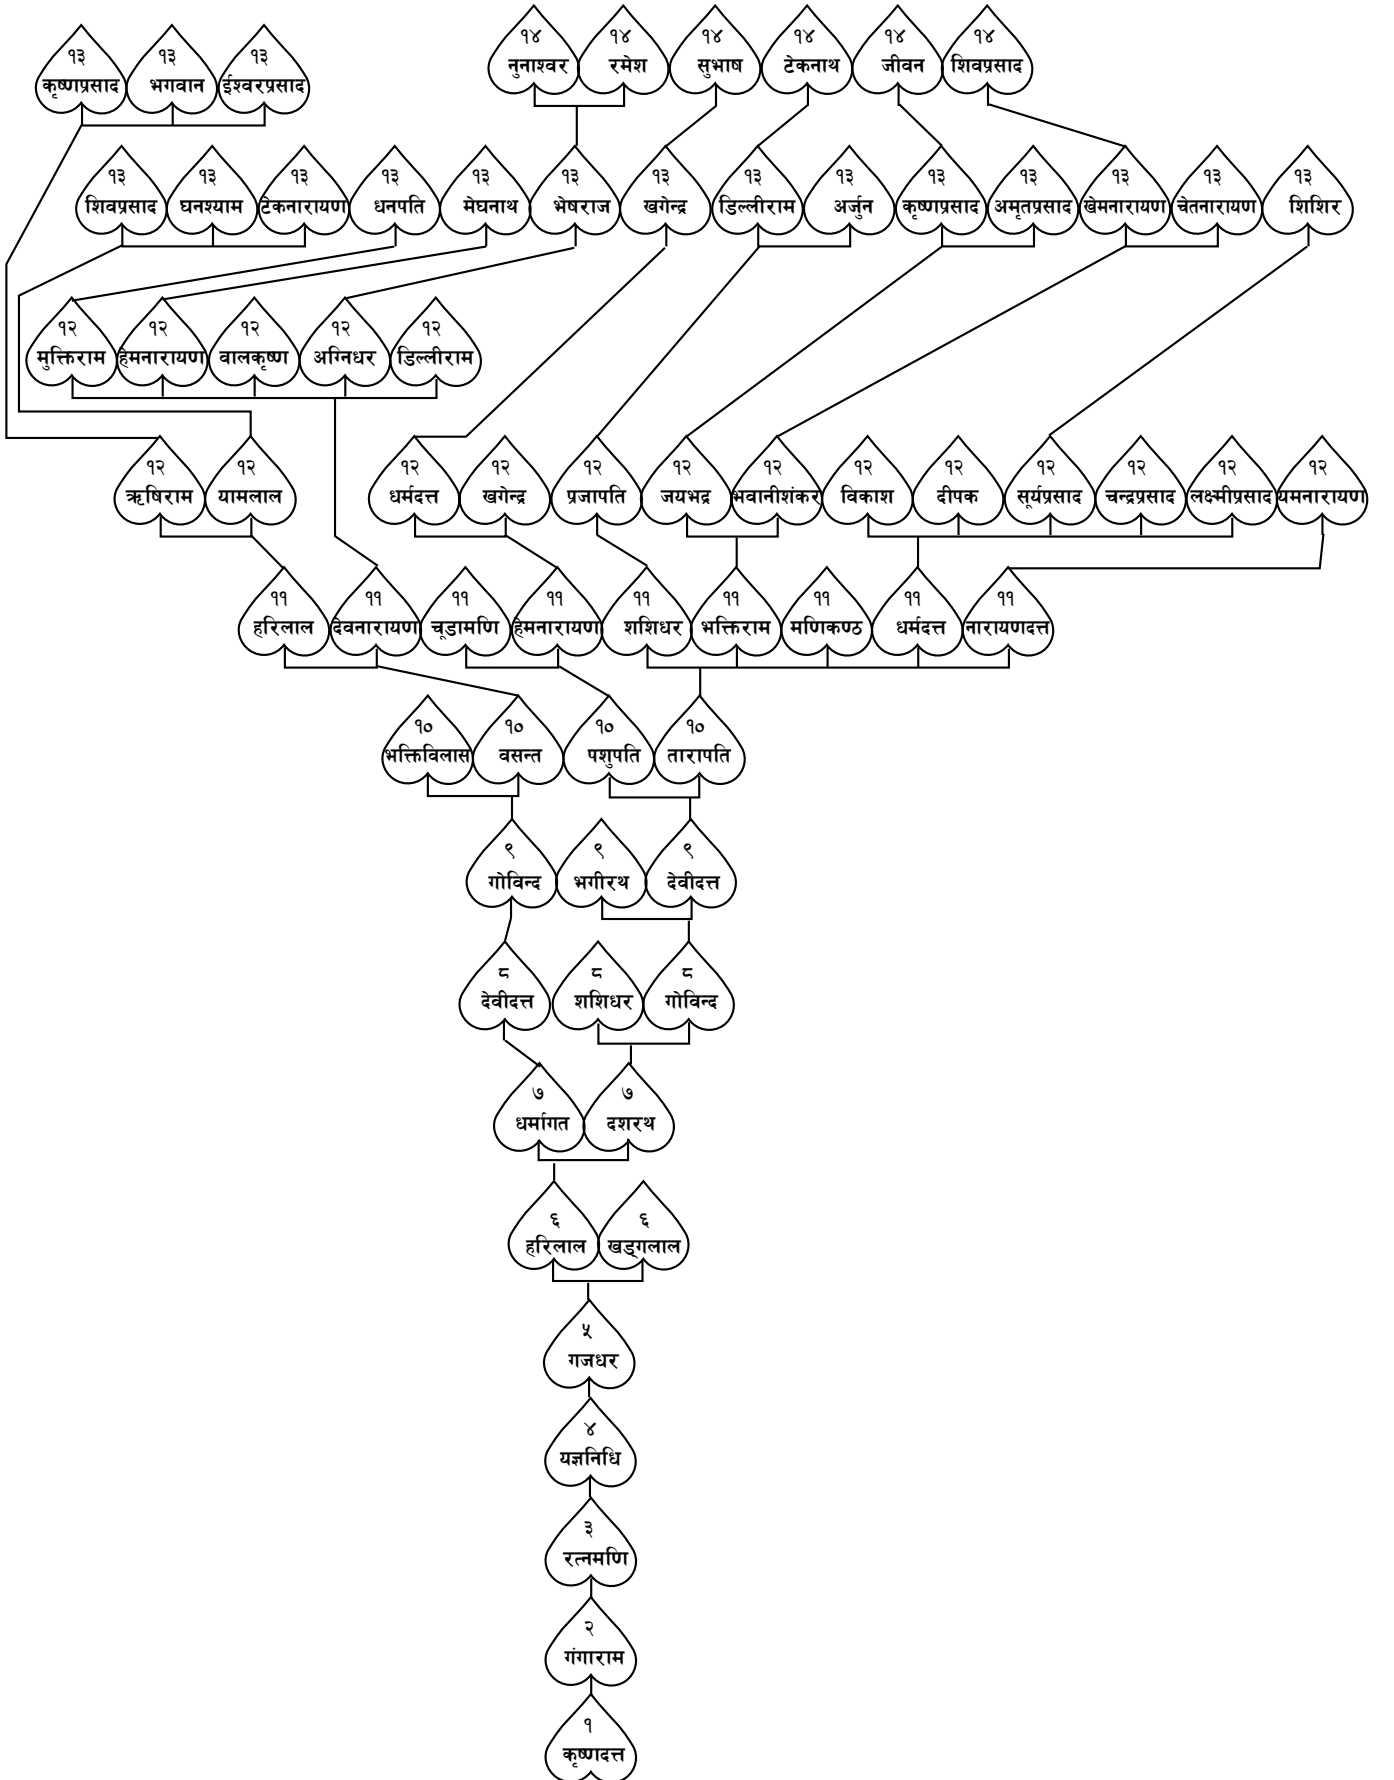 १४ १४ १४ १४ १४ १४
नुनाश्वर रमेश सुभाष टेकनाथ जीवन शिवप्रसाद
१३ १३ १३
कृष्णप्रसाद भगवान ईश्वरप्रसाद
१३ १३ १३ १३ १३ १३ १३ १३ १३ १३ १३ १३ १३ १३
शिवप्रसाद घनश्याम टेकनारायण धनपति मेघनाथ भेषराज खगेन्द्र डिल्लीराम अर्जुन कृष्णप्रसाद अमृतप्रसाद खेमनारायण चेतनारायण शिशिर
१२ १२ १२ १२ १२
मुक्तिराम हेमनारायण वालकृष्ण अग्निधर डिल्लीराम
१२ १२ १२ १२ १२ १२ १२ १२ १२ १२ १२ १२ १२
ऋषिराम यामलाल धर्मदत्त खगेन्द्र प्रजापति जयभद्र भवानीशंकर विकाश दीपक सूर्यप्रसाद चन्द्रप्रसाद लक्ष्मीप्रसाद यमनारायण
११ ११ ११ ११ ११ ११ ११ ११ ११
हरिलाल देवनारायण चूडामणि हेमनारायण शशिधर भक्तिराम मणिकण्ठ धर्मदत्त नारायणदत्त
१० १० १० १०
भक्तिविलास वसन्त पशुपति तारापति
९ ९ ९
गोविन्द भगीरथ देवीदत्त
८ ८ ८
देवीदत्त शशिधर गोविन्द
७ ७
धर्मागत दशरथ
६ ६
हरिलाल खड्गलाल
५
गजधर
४
यज्ञनिधि
३
रत्नमणि
२
गंगाराम
१
कृष्णदत्त